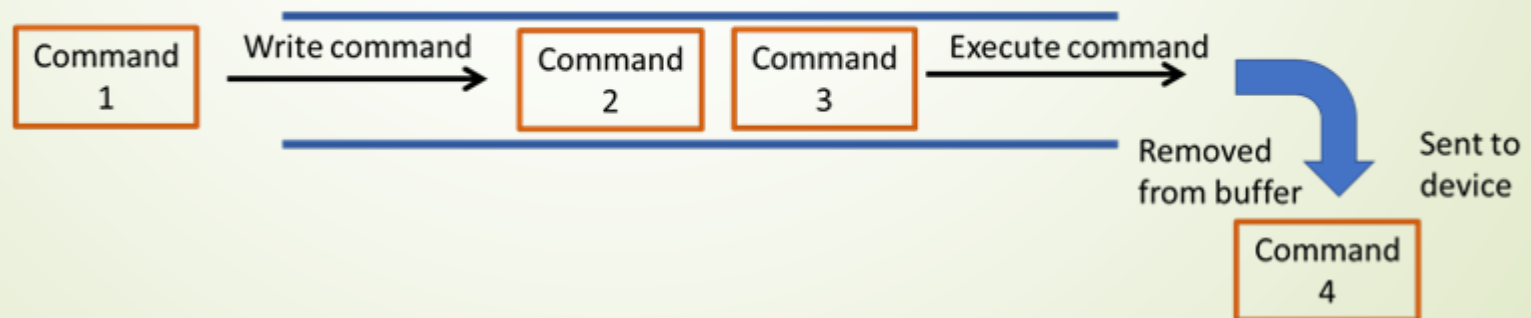 Command
1
Write command
Command
2
Command
3
Execute command
Removed
from buffer
Sent to
device
Command
4